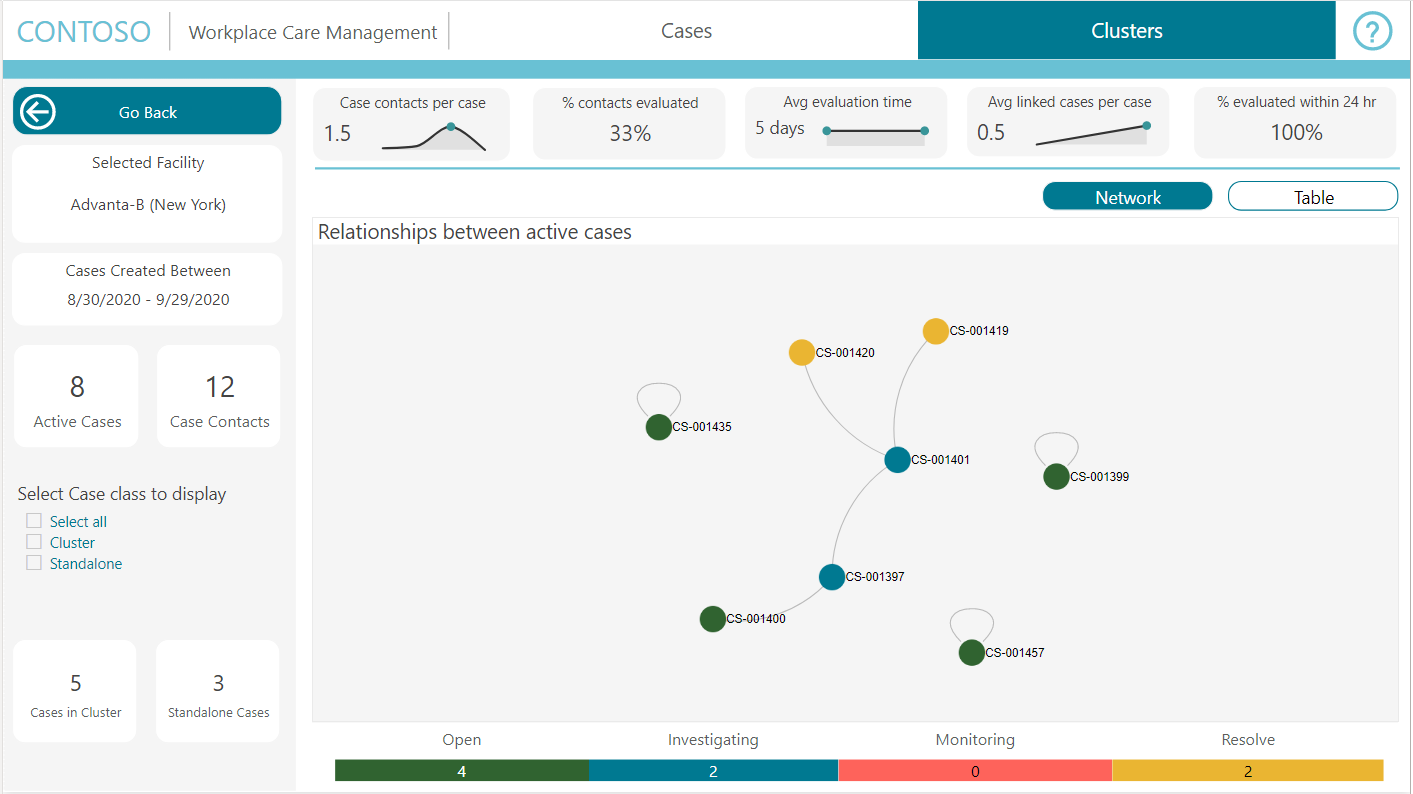 CONTOSO
Workplace Care Management
Cases
Clusters
?
Go Back
Selected Facility
Advanta-B (New York)
Cases Created Between
8/30/2020 - 9/29/2020
8
Active Cases
12
Case Contacts
Select Case class to display
Select all
Cluster
Standalone
5
Cases in Cluster
3
Standalone Cases
Case contacts per case
1.5
% contacts evaluated
33%
Avg evaluation time
5 days
Avg linked cases per case
0.5
% evaluated within 24 hr
100%
Network
Table
Relationships between active cases
CS-001419
CS-001420
CS-001435
CS-001401
CS-001399
CS-001397
CS-001400
CS-001457
Open
Investigating
Monitoring
Resolve
4
2
0
2